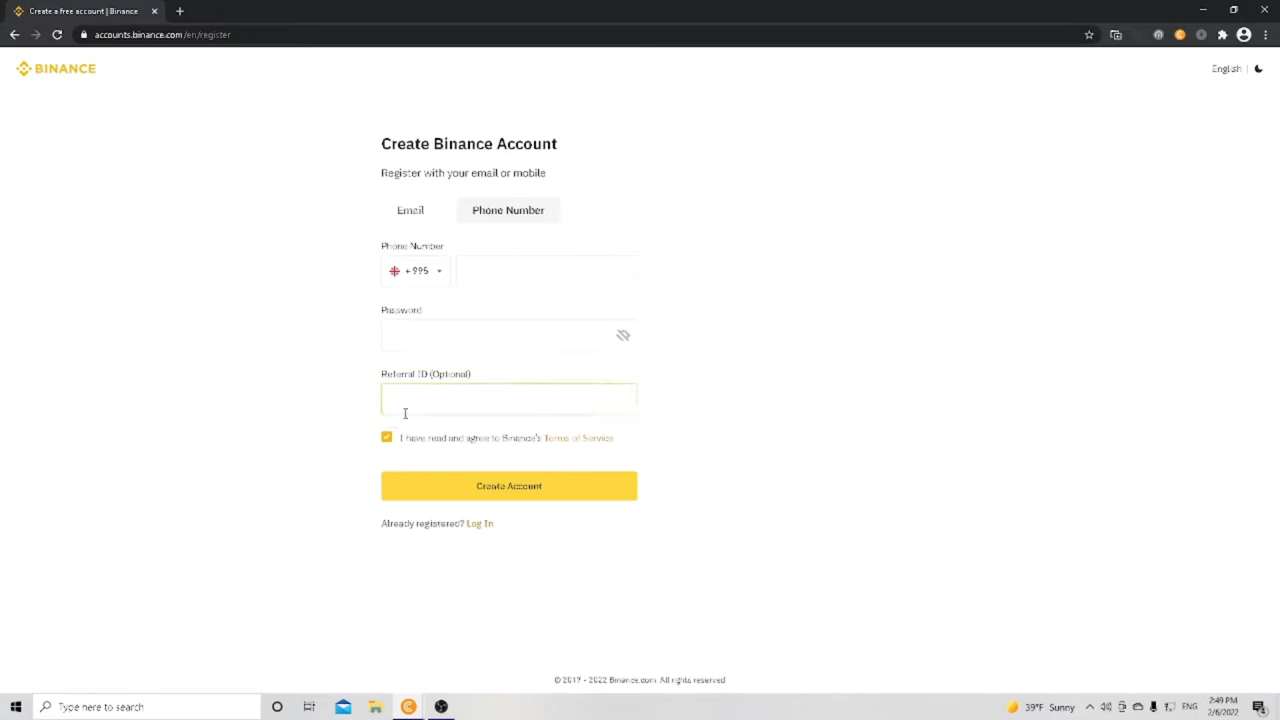 Create a free account | Binance
accounts.binance.com/en/register
BINANCE
English
Create Binance Account
Register with your email or mobile
Email
Phone Number
Phone Number
+995
Password
Referral ID (Optional)
I have read and agree to Binance's Terms of Service
Create Account
Already registered? Log In
© 2017 - 2022 Binance.com. All rights reserved
Type here to search
39°F Sunny
ENG
2:49 PM
2/6/2022